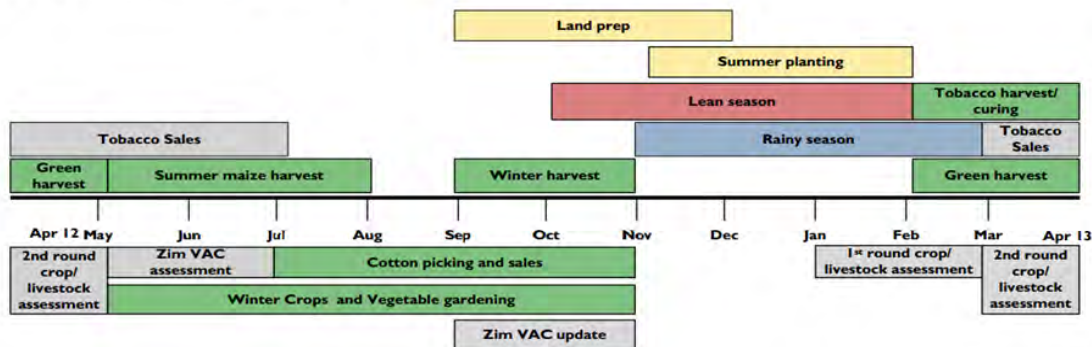 Land prep
Summer planting
Lean season
Tobacco harvest/
curing
Tobacco Sales
Rainy season
Tobacco
Sales
Green
harvest
Summer maize harvest
Winter harvest
Green harvest
Apr 12 May Jun Jul Aug Sep Oct Nov Dec Jan Feb Mar Apr 13
2nd round
crop/
livestock
assessment
Zim VAC
assessment
Cotton picking and sales
1st round crop/
livestock assessment
2nd round
crop/
livestock
assessment
Winter Crops and Vegetable gardening
Zim VAC update